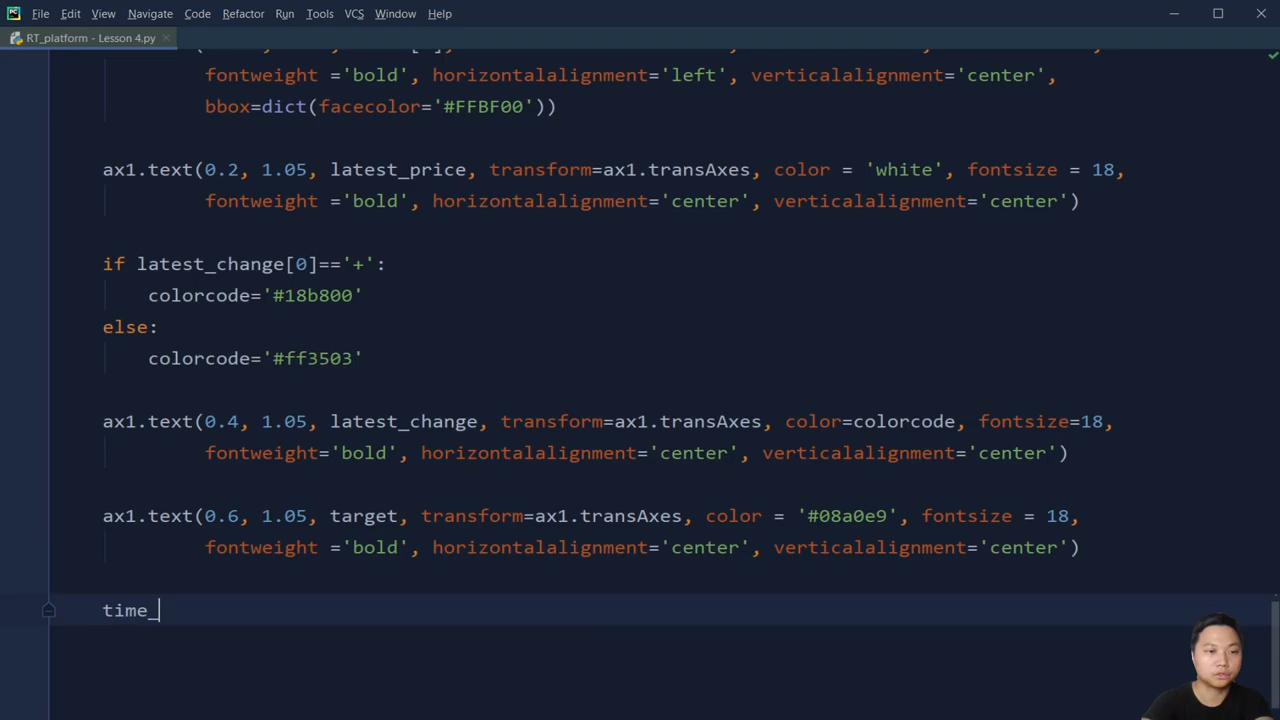 PC File Edit View Navigate Code Refactor Run Tools VCS Window Help
RT_platform - Lesson 4.py
fontweight ='bold', horizontalalignment='left', verticalalignment='center',
bbox=dict(facecolor='#FFBF00'))
ax1.text(0.2, 1.05, latest_price, transform=ax1.transAxes, color = 'white', fontsize = 18,
fontweight ='bold', horizontalalignment='center', verticalalignment='center')
if latest_change[0]=='+':
colorcode='#18b800'
else:
colorcode='#ff3503'
ax1.text(0.4, 1.05, latest_change, transform=ax1.transAxes, color=colorcode, fontsize=18,
fontweight='bold', horizontalalignment='center', verticalalignment='center')
ax1.text(0.6, 1.05, target, transform=ax1.transAxes, color = '#08a0e9', fontsize = 18,
fontweight ='bold', horizontalalignment='center', verticalalignment='center')
time_